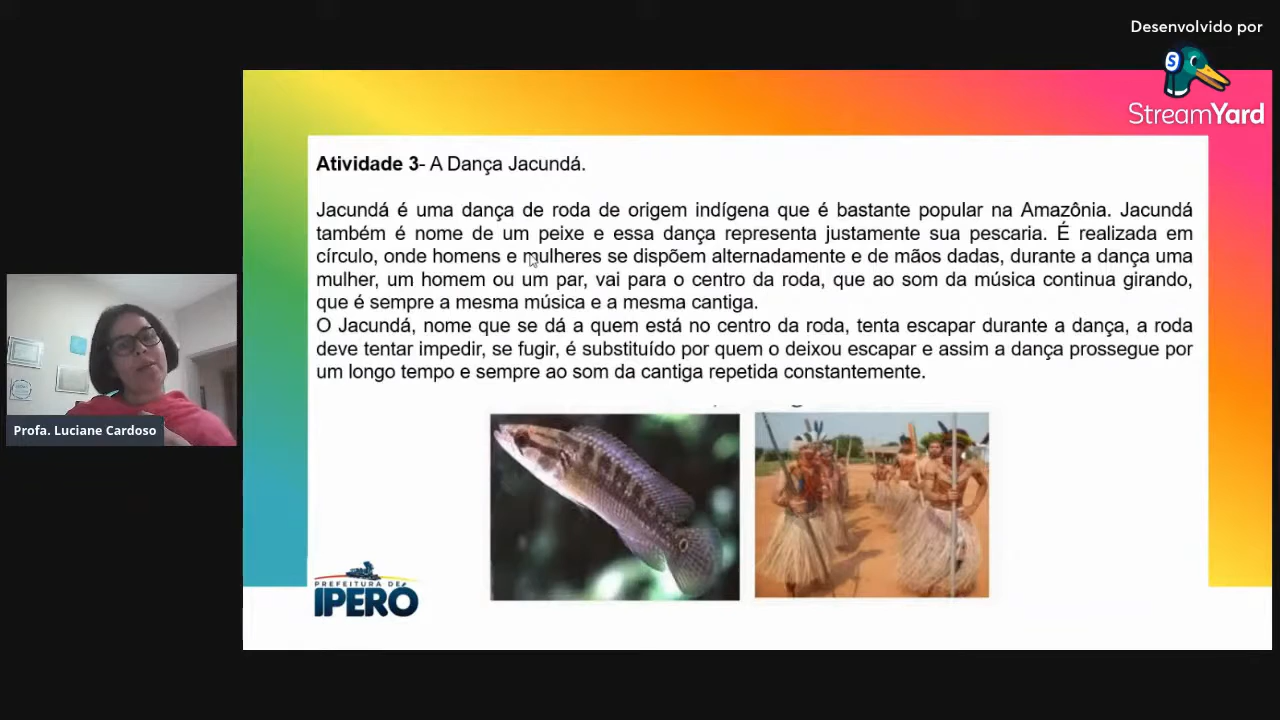 Desenvolvido por
StreamYard
Atividade 3- A Dança Jacundá.
Jacundá é uma dança de roda de origem indígena que é bastante popular na Amazônia. Jacundá
também é nome de um peixe e essa dança representa justamente sua pescaria. É realizada em
círculo, onde homens e mulheres se dispõem alternadamente e de mãos dadas, durante a dança uma
mulher, um homem ou um par, vai para o centro da roda, que ao som da música continua girando,
que é sempre a mesma música e a mesma cantiga.
O Jacundá, nome que se dá a quem está no centro da roda, tenta escapar durante a dança, a roda
deve tentar impedir, se fugir, é substituído por quem o deixou escapar e assim a dança prossegue por
um longo tempo e sempre ao som da cantiga repetida constantemente.
Profa. Luciane Cardoso
PREFEITURA DE
IPERÓ